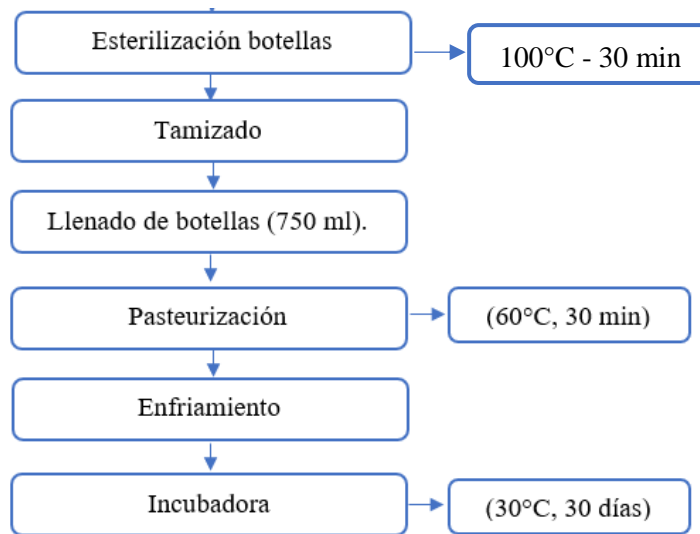 Esterilización botellas
100°C - 30 min
Tamizado
Llenado de botellas (750 ml).
Pasteurización
(60°C, 30 min)
Enfriamiento
Incubadora
(30°C, 30 días)